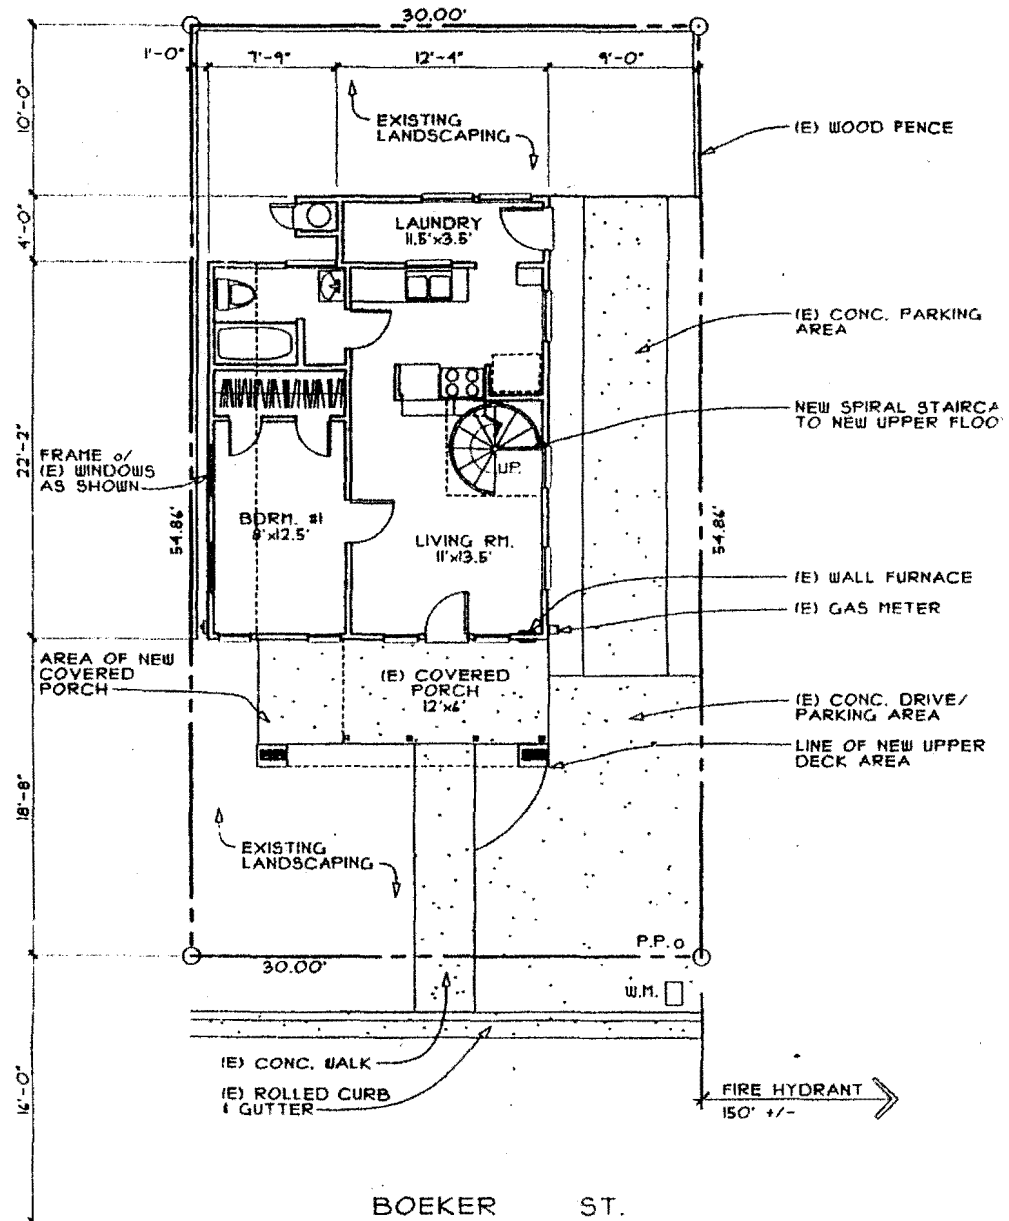 30.00'
1'-0" 7'-9" 12'-4" 9'-0"
10'-0"
EXISTING
LANDSCAPING
(E) WOOD FENCE
4'-0"
LAUNDRY
11.5'x3.5'
(E) CONC. PARKING
AREA
NEW SPIRAL STAIRCA
TO NEW UPPER FLOO
22'-2"
FRAME o/
(E) WINDOWS
AS SHOWN
UP.
54.86'
BDRM. #1
8'x12.5'
LIVING RM.
11'x13.5'
54.86'
(E) WALL FURNACE
(E) GAS METER
AREA OF NEW
COVERED
PORCH
(E) COVERED
PORCH
12'x6'
(E) CONC. DRIVE/
PARKING AREA
LINE OF NEW UPPER
DECK AREA
18'-8"
EXISTING
LANDSCAPING
P.P.
30.00'
W.M.
(E) CONC. WALK
(E) ROLLED CURB
& GUTTER
FIRE HYDRANT
150' +/-
BOEKER ST.